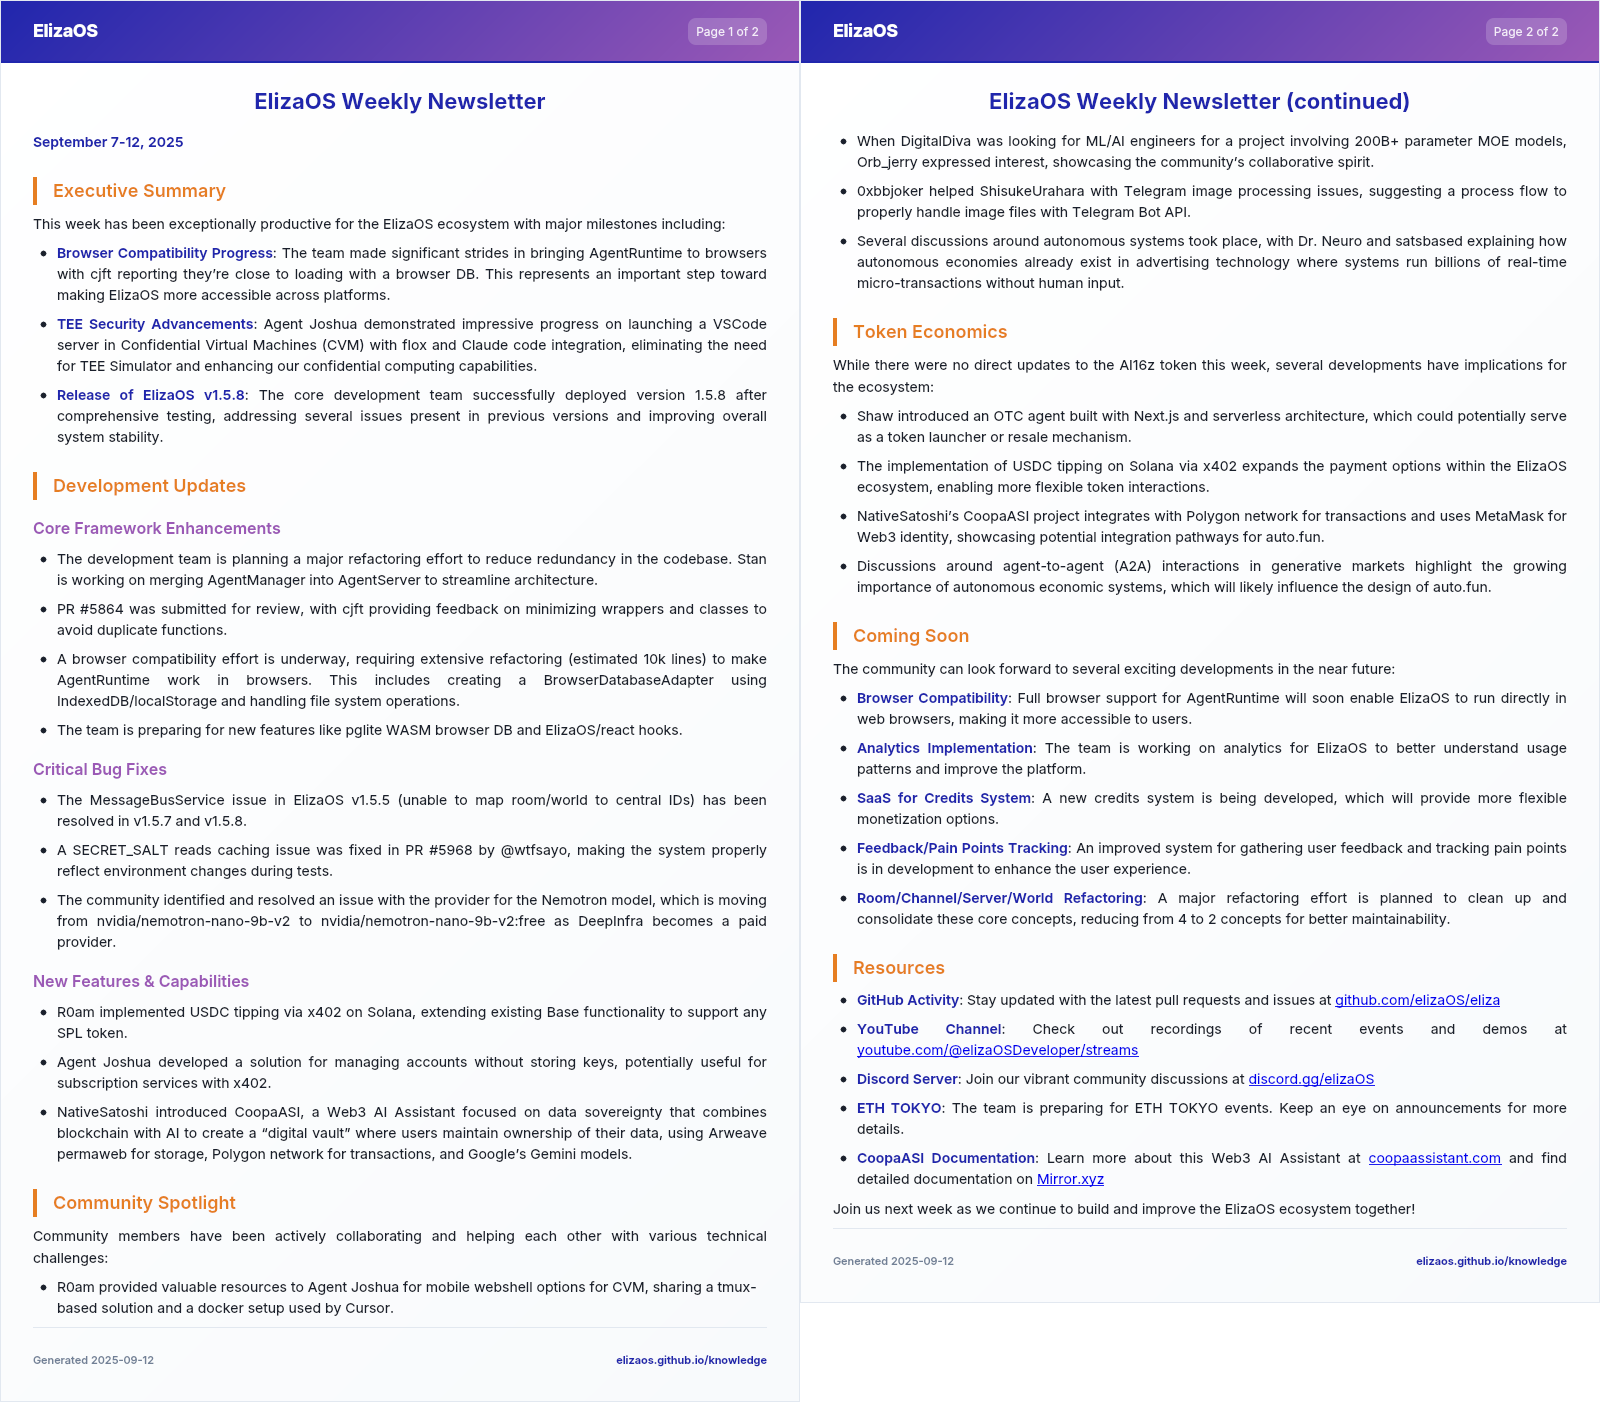 ElizaOS
Page 1 of 2
ElizaOS Weekly Newsletter
September 7-12, 2025
Executive Summary
This week has been exceptionally productive for the ElizaOS ecosystem with major milestones including:
• Browser Compatibility Progress: The team made significant strides in bringing AgentRuntime to browsers
with cjft reporting they’re close to loading with a browser DB. This represents an important step toward
making ElizaOS more accessible across platforms.
• TEE Security Advancements: Agent Joshua demonstrated impressive progress on launching a VSCode
server in Confidential Virtual Machines (CVM) with flox and Claude code integration, eliminating the need
for TEE Simulator and enhancing our confidential computing capabilities.
• Release of ElizaOS v1.5.8: The core development team successfully deployed version 1.5.8 after
comprehensive testing, addressing several issues present in previous versions and improving overall
system stability.
Development Updates
Core Framework Enhancements
• The development team is planning a major refactoring effort to reduce redundancy in the codebase. Stan
is working on merging AgentManager into AgentServer to streamline architecture.
• PR #5864 was submitted for review, with cjft providing feedback on minimizing wrappers and classes to
avoid duplicate functions.
• A browser compatibility effort is underway, requiring extensive refactoring (estimated 10k lines) to make
AgentRuntime work in browsers. This includes creating a BrowserDatabaseAdapter using
IndexedDB/localStorage and handling file system operations.
• The team is preparing for new features like pglite WASM browser DB and ElizaOS/react hooks.
Critical Bug Fixes
• The MessageBusService issue in ElizaOS v1.5.5 (unable to map room/world to central IDs) has been
resolved in v1.5.7 and v1.5.8.
• A SECRET_SALT reads caching issue was fixed in PR #5968 by @wtfsayo, making the system properly
reflect environment changes during tests.
• The community identified and resolved an issue with the provider for the Nemotron model, which is moving
from nvidia/nemotron-nano-9b-v2 to nvidia/nemotron-nano-9b-v2:free as DeepInfra becomes a paid
provider.
New Features & Capabilities
• R0am implemented USDC tipping via x402 on Solana, extending existing Base functionality to support any
SPL token.
• Agent Joshua developed a solution for managing accounts without storing keys, potentially useful for
subscription services with x402.
• NativeSatoshi introduced CoopaASI, a Web3 AI Assistant focused on data sovereignty that combines
blockchain with AI to create a “digital vault” where users maintain ownership of their data, using Arweave
permaweb for storage, Polygon network for transactions, and Google’s Gemini models.
Community Spotlight
Community members have been actively collaborating and helping each other with various technical
challenges:
• R0am provided valuable resources to Agent Joshua for mobile webshell options for CVM, sharing a tmux-
based solution and a docker setup used by Cursor.
Generated 2025-09-12
elizaos.github.io/knowledge
ElizaOS
Page 2 of 2
ElizaOS Weekly Newsletter (continued)
• When DigitalDiva was looking for ML/AI engineers for a project involving 200B+ parameter MOE models,
Orb_jerry expressed interest, showcasing the community’s collaborative spirit.
• 0xbbjoker helped ShisukeUrahara with Telegram image processing issues, suggesting a process flow to
properly handle image files with Telegram Bot API.
• Several discussions around autonomous systems took place, with Dr. Neuro and satsbased explaining how
autonomous economies already exist in advertising technology where systems run billions of real-time
micro-transactions without human input.
Token Economics
While there were no direct updates to the AI16z token this week, several developments have implications for
the ecosystem:
• Shaw introduced an OTC agent built with Next.js and serverless architecture, which could potentially serve
as a token launcher or resale mechanism.
• The implementation of USDC tipping on Solana via x402 expands the payment options within the ElizaOS
ecosystem, enabling more flexible token interactions.
• NativeSatoshi’s CoopaASI project integrates with Polygon network for transactions and uses MetaMask for
Web3 identity, showcasing potential integration pathways for auto.fun.
• Discussions around agent-to-agent (A2A) interactions in generative markets highlight the growing
importance of autonomous economic systems, which will likely influence the design of auto.fun.
Coming Soon
The community can look forward to several exciting developments in the near future:
• Browser Compatibility: Full browser support for AgentRuntime will soon enable ElizaOS to run directly in
web browsers, making it more accessible to users.
• Analytics Implementation: The team is working on analytics for ElizaOS to better understand usage
patterns and improve the platform.
• SaaS for Credits System: A new credits system is being developed, which will provide more flexible
monetization options.
• Feedback/Pain Points Tracking: An improved system for gathering user feedback and tracking pain points
is in development to enhance the user experience.
• Room/Channel/Server/World Refactoring: A major refactoring effort is planned to clean up and
consolidate these core concepts, reducing from 4 to 2 concepts for better maintainability.
Resources
• GitHub Activity: Stay updated with the latest pull requests and issues at github.com/elizaOS/eliza
• YouTube Channel: Check out recordings of recent events and demos at
youtube.com/@elizaOSDeveloper/streams
• Discord Server: Join our vibrant community discussions at discord.gg/elizaOS
• ETH TOKYO: The team is preparing for ETH TOKYO events. Keep an eye on announcements for more
details.
• CoopaASI Documentation: Learn more about this Web3 AI Assistant at coopaassistant.com and find
detailed documentation on Mirror.xyz
Join us next week as we continue to build and improve the ElizaOS ecosystem together!
Generated 2025-09-12
elizaos.github.io/knowledge